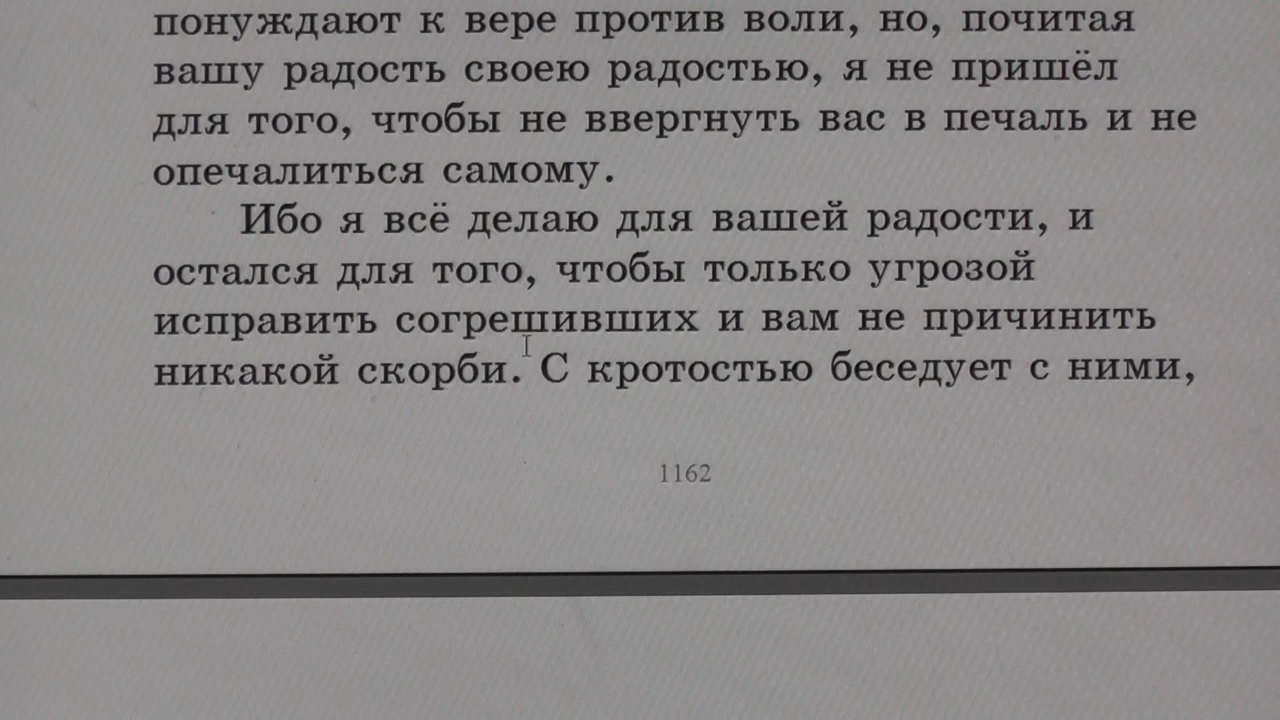 понуждают к вере против воли, но, почитая
вашу радость своею радостью, я не пришёл
для того, чтобы не ввергнуть вас в печаль и не
опечалиться самому.
Ибо я всё делаю для вашей радости, и
остался для того, чтобы только угрозой
исправить согрешивших и вам не причинить
никакой скорби. С кротостью беседует с ними,
1162